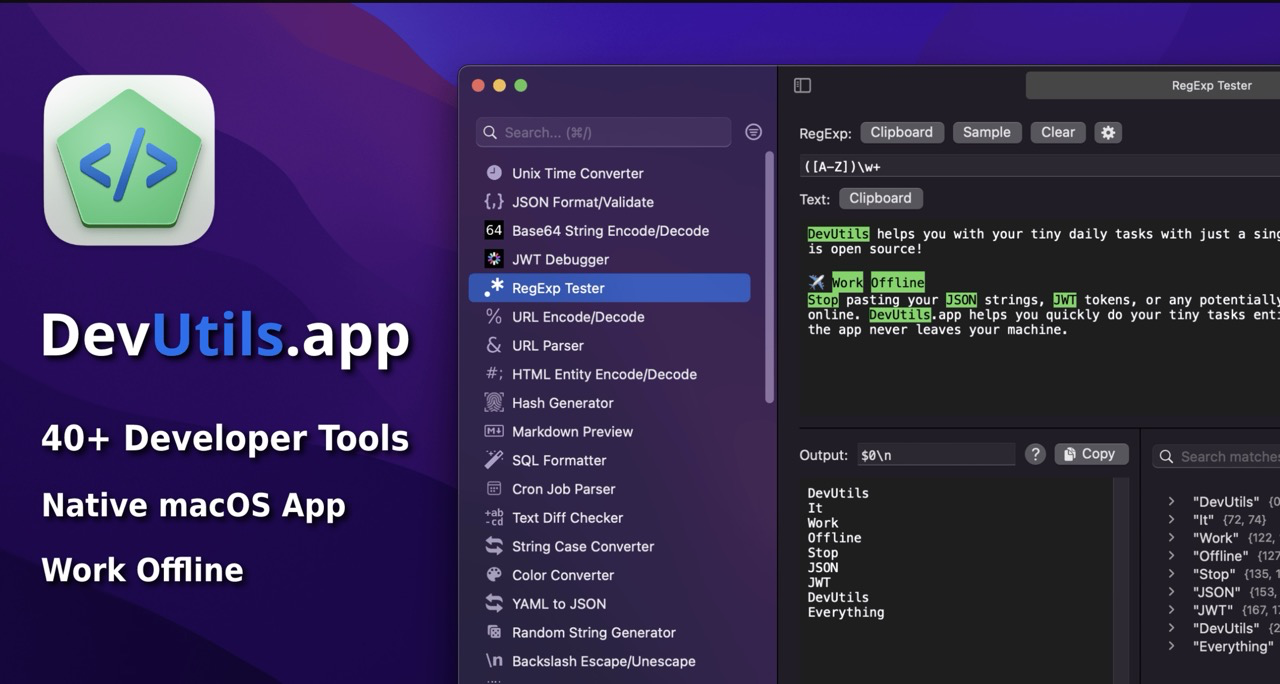 </>
DevUtils.app
40+ Developer Tools
Native macOS App
Work Offline
Search... (⌘/)
Unix Time Converter
{,} JSON Format/Validate
64 Base64 String Encode/Decode
JWT Debugger
.* RegExp Tester
% URL Encode/Decode
& URL Parser
#; HTML Entity Encode/Decode
Hash Generator
Markdown Preview
SQL Formatter
Cron Job Parser
+ab -cd Text Diff Checker
String Case Converter
Color Converter
YAML to JSON
Random String Generator
\n Backslash Escape/Unescape
RegExp Tester
RegExp: Clipboard Sample Clear
([A-Z])\w+
Text: Clipboard
DevUtils helps you with your tiny daily tasks with just a
is open source!
✈️ Work Offline
Stop pasting your JSON strings, JWT tokens, or any potentially
online. DevUtils.app helps you quickly do your tiny tasks
the app never leaves your machine.
Output: $0\n ? Copy
DevUtils
It
Work
Offline
Stop
JSON
JWT
DevUtils
Everything
Search matches
> "DevUtils" {0
> "It" {72, 74}
> "Work" {122,
> "Offline" {127
> "Stop" {135,
> "JSON" {153,
> "JWT" {167,
> "DevUtils" {2
> "Everything"